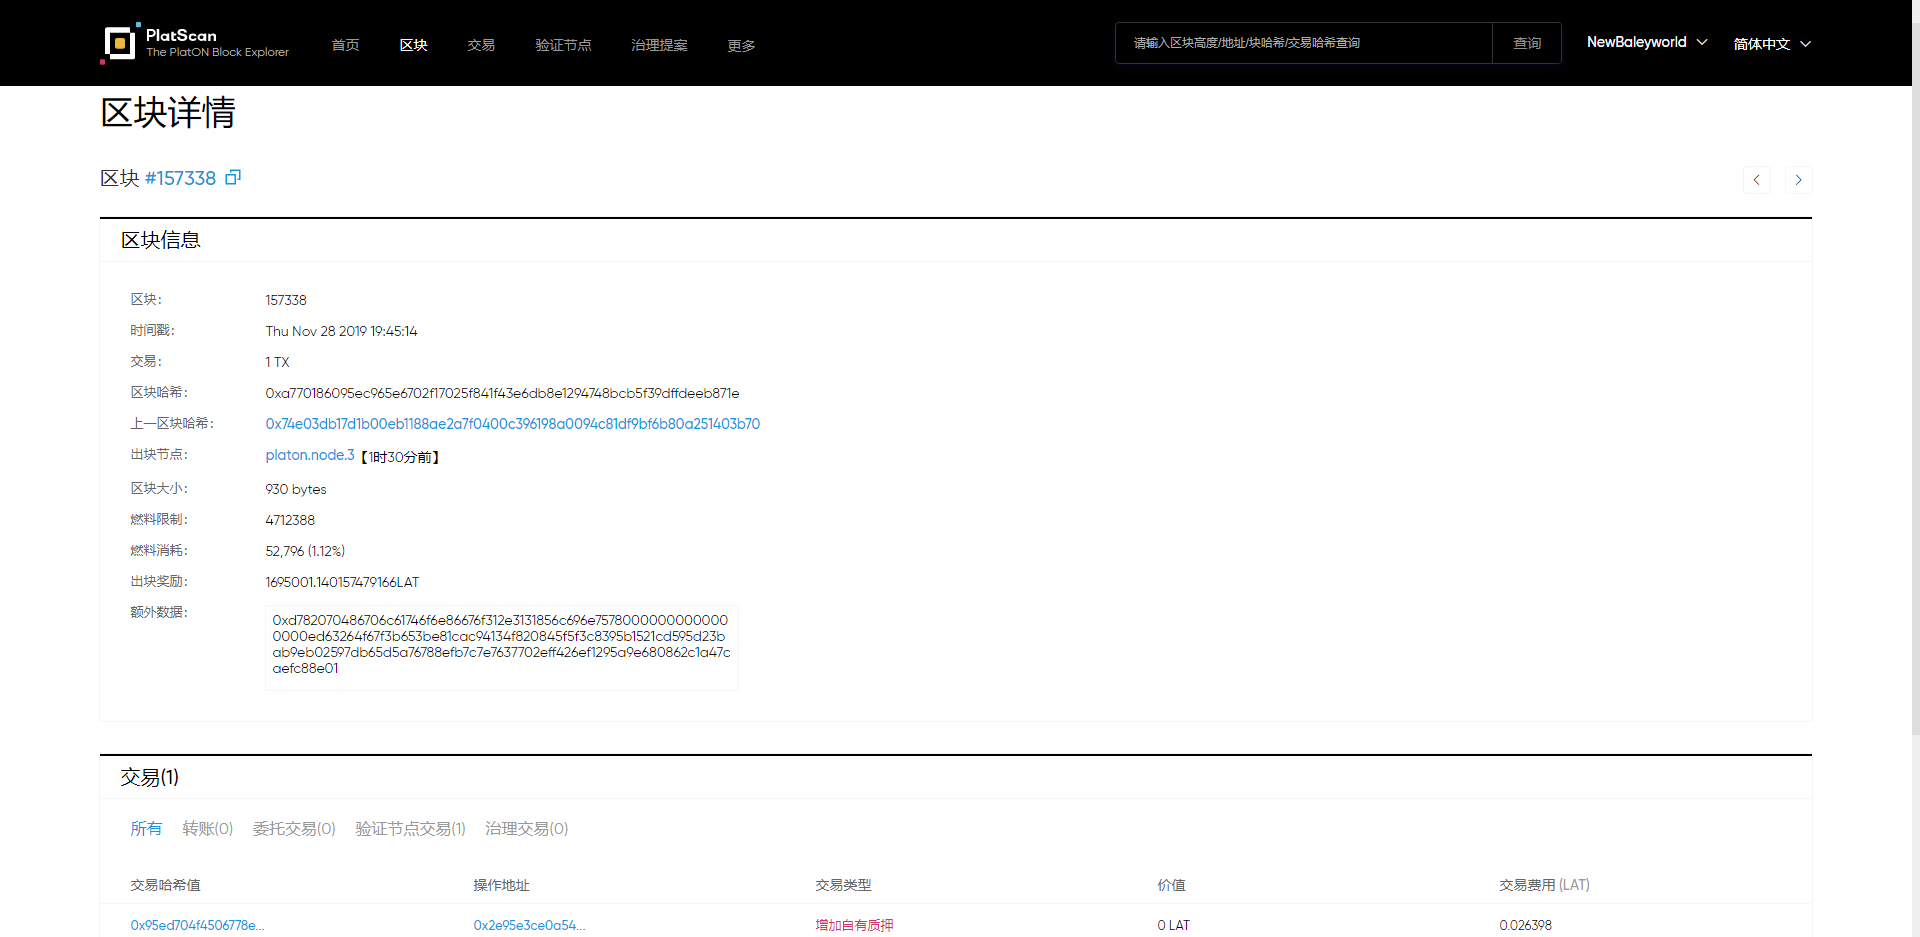 PlatScan
The PlatON Block Explorer
首页 区块 交易 验证节点 治理提案 更多
请输入区块高度/地址/块哈希/交易哈希查询 查询
NewBaleyworld 简体中文
区块详情
区块 #157338
区块信息
区块: 157338
时间戳: Thu Nov 28 2019 19:45:14
交易: 1 TX
区块哈希: 0xa770186095ec965e6702f17025f841f43e6db8e1294748bcb5f39dffdeeb871e
上一区块哈希: 0x74e03db17d1b00eb1188ae2a7f0400c396198a0094c81df9bf6b80a251403b70
出块节点: platon.node.3【1时30分前】
区块大小: 930 bytes
燃料限制: 4712388
燃料消耗: 52,796 (1.12%)
出块奖励: 1695001.140157479166LAT
额外数据: 0xd782070486706c61746f6e86676f312e3131856c696e7578000000000000
0000ed63264f67f3b653be81cac94134f820845f5f3c8395b1521cd595d23b
ab9eb02597db65d5a76788efb7c7e7637702eff426ef1295a9e680862c1a47c
aefc88e01
交易(1)
所有 转账(0) 委托交易(0) 验证节点交易(1) 治理交易(0)
交易哈希值 操作地址 交易类型 价值 交易费用 (LAT)
0x95ed704f4506778e... 0x2e95e3ce0a54... 增加自有质押 0 LAT 0.026398